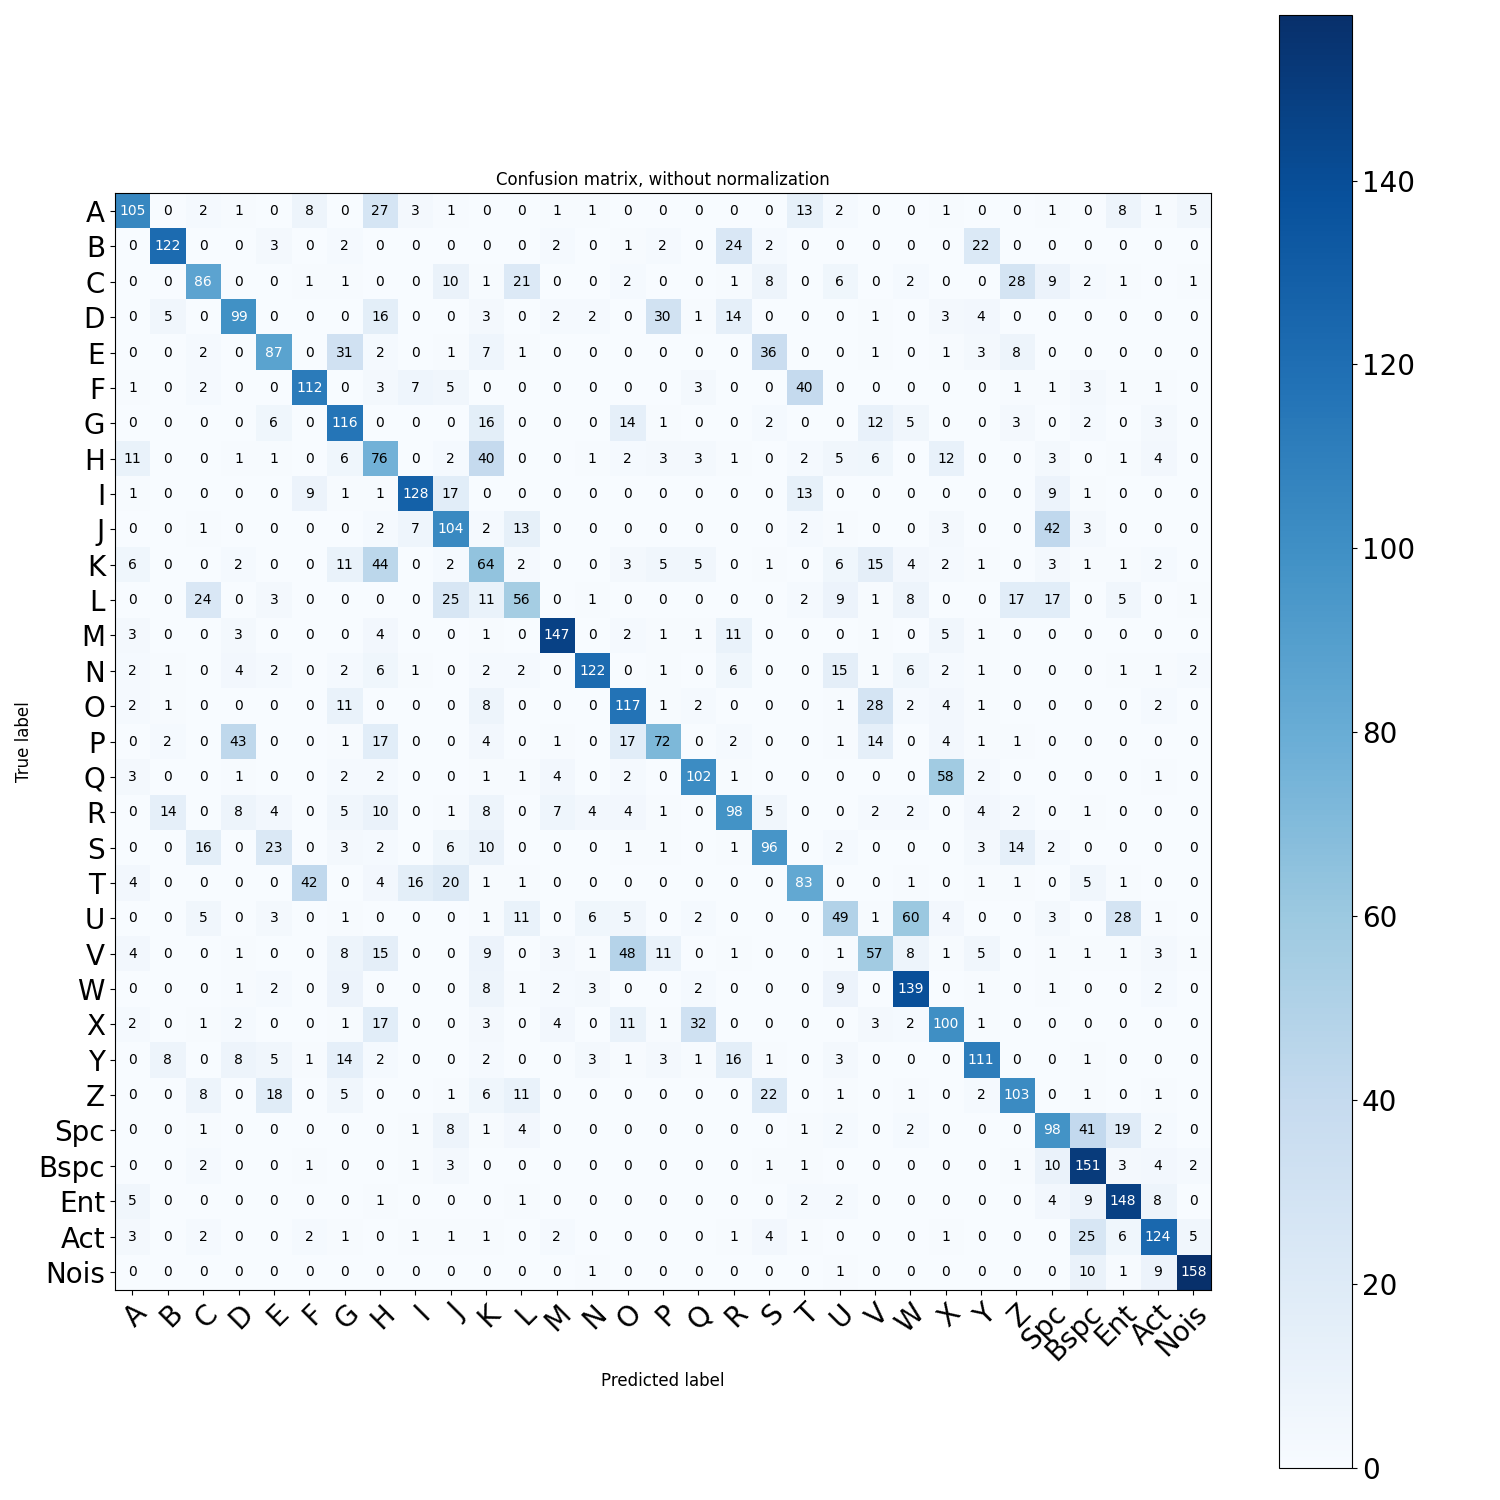 Confusion matrix, without normalization
A 105 0 2 1 0 8 0 27 3 1 0 0 1 1 0 0 0 0 0 13 2 0 0 1 0 0 1 0 8 1 5
B 0 122 0 0 3 0 2 0 0 0 0 0 2 0 1 2 0 24 2 0 0 0 0 0 22 0 0 0 0 0 0
C 0 0 86 0 0 1 1 0 0 10 1 21 0 0 2 0 0 1 8 0 6 0 2 0 0 28 9 2 1 0 1
D 0 5 0 99 0 0 0 16 0 0 3 0 2 2 0 30 1 14 0 0 0 1 0 3 4 0 0 0 0 0 0
E 0 0 2 0 87 0 31 2 0 1 7 1 0 0 0 0 0 0 36 0 0 1 0 1 3 8 0 0 0 0 0
F 1 0 2 0 0 112 0 3 7 5 0 0 0 0 0 0 3 0 0 40 0 0 0 0 0 1 1 3 1 1 0
G 0 0 0 0 6 0 116 0 0 0 16 0 0 0 14 1 0 0 2 0 0 12 5 0 0 3 0 2 0 3 0
H 11 0 0 1 1 0 6 76 0 2 40 0 0 1 2 3 3 1 0 2 5 6 0 12 0 0 3 0 1 4 0
I 1 0 0 0 0 9 1 1 128 17 0 0 0 0 0 0 0 0 0 13 0 0 0 0 0 0 9 1 0 0 0
J 0 0 1 0 0 0 0 2 7 104 2 13 0 0 0 0 0 0 0 2 1 0 0 3 0 0 42 3 0 0 0
K 6 0 0 2 0 0 11 44 0 2 64 2 0 0 3 5 5 0 1 0 6 15 4 2 1 0 3 1 1 2 0
L 0 0 24 0 3 0 0 0 0 25 11 56 0 1 0 0 0 0 0 2 9 1 8 0 0 17 17 0 5 0 1
M 3 0 0 3 0 0 0 4 0 0 1 0 147 0 2 1 1 11 0 0 0 1 0 5 1 0 0 0 0 0 0
N 2 1 0 4 2 0 2 6 1 0 2 2 0 122 0 1 0 6 0 0 15 1 6 2 1 0 0 0 1 1 2
O 2 1 0 0 0 0 11 0 0 0 8 0 0 0 117 1 2 0 0 0 1 28 2 4 1 0 0 0 0 2 0
P 0 2 0 43 0 0 1 17 0 0 4 0 1 0 17 72 0 2 0 0 1 14 0 4 1 1 0 0 0 0 0
Q 3 0 0 1 0 0 2 2 0 0 1 1 4 0 2 0 102 1 0 0 0 0 0 58 2 0 0 0 0 1 0
R 0 14 0 8 4 0 5 10 0 1 8 0 7 4 4 1 0 98 5 0 0 2 2 0 4 2 0 1 0 0 0
S 0 0 16 0 23 0 3 2 0 6 10 0 0 0 1 1 0 1 96 0 2 0 0 0 3 14 2 0 0 0 0
T 4 0 0 0 0 42 0 4 16 20 1 1 0 0 0 0 0 0 0 83 0 0 1 0 1 1 0 5 1 0 0
U 0 0 5 0 3 0 1 0 0 0 1 11 0 6 5 0 2 0 0 0 49 1 60 4 0 0 3 0 28 1 0
V 4 0 0 1 0 0 8 15 0 0 9 0 3 1 48 11 0 1 0 0 1 57 8 1 5 0 1 1 1 3 1
W 0 0 0 1 2 0 9 0 0 0 8 1 2 3 0 0 2 0 0 0 9 0 139 0 1 0 1 0 0 2 0
X 2 0 1 2 0 0 1 17 0 0 3 0 4 0 11 1 32 0 0 0 0 3 2 100 1 0 0 0 0 0 0
Y 0 8 0 8 5 1 14 2 0 0 2 0 0 3 1 3 1 16 1 0 3 0 0 0 111 0 0 1 0 0 0
Z 0 0 8 0 18 0 5 0 0 1 6 11 0 0 0 0 0 0 22 0 1 0 1 0 2 103 0 1 0 1 0
Spc 0 0 1 0 0 0 0 0 1 8 1 4 0 0 0 0 0 0 0 1 2 0 2 0 0 0 98 41 19 2 0
Bspc 0 0 2 0 0 1 0 0 1 3 0 0 0 0 0 0 0 0 1 1 0 0 0 0 0 1 10 151 3 4 2
Ent 5 0 0 0 0 0 0 1 0 0 0 1 0 0 0 0 0 0 0 2 2 0 0 0 0 0 4 9 148 8 0
Act 3 0 2 0 0 2 1 0 1 1 1 0 2 0 0 0 0 1 4 1 0 0 0 1 0 0 0 25 6 124 5
Nois 0 0 0 0 0 0 0 0 0 0 0 0 0 1 0 0 0 0 0 0 1 0 0 0 0 0 0 10 1 9 158
A B C D E F G H I J K L M N O P Q R S T U V W X Y Z Spc Bspc Ent Act Nois
Predicted label
True label
140
120
100
80
60
40
20
0